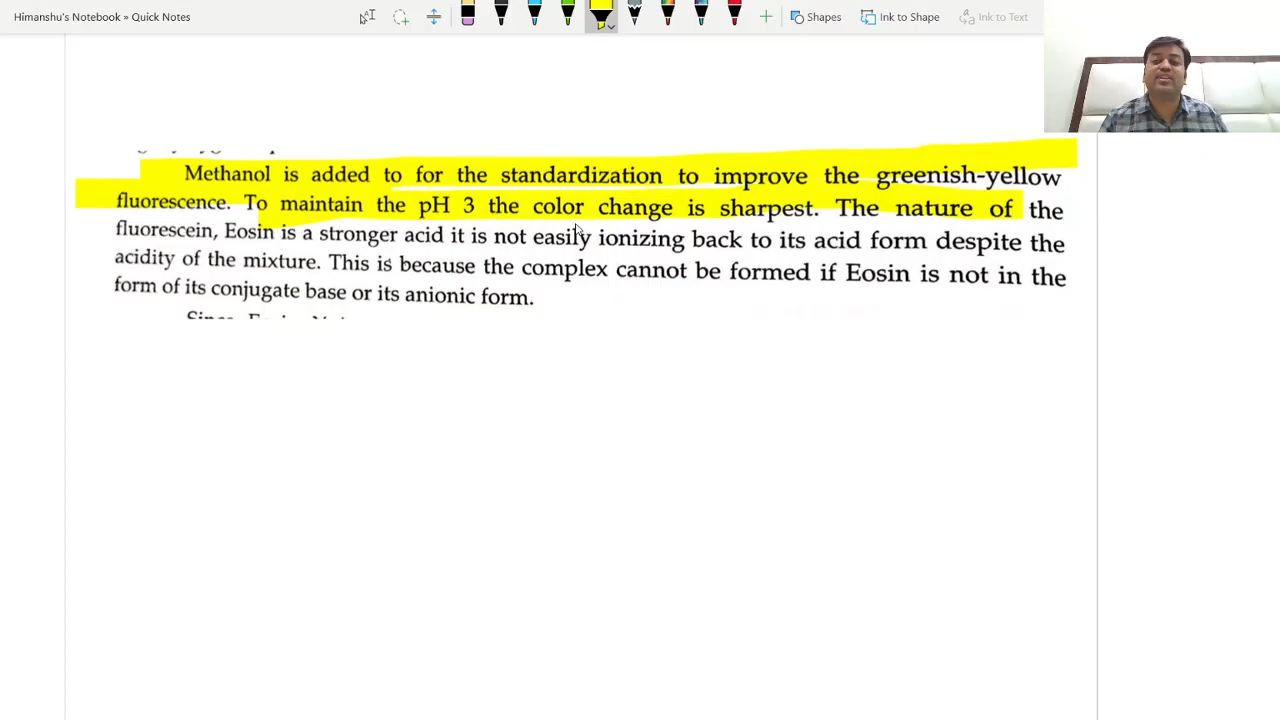 Himanshu's Notebook » Quick Notes
Shapes
Ink to Shape
Ink to Text
Methanol is added to for the standardization to improve the greenish-yellow
fluorescence. To maintain the pH 3 the color change is sharpest. The nature of the
fluorescein, Eosin is a stronger acid it is not easily ionizing back to its acid form despite the
acidity of the mixture. This is because the complex cannot be formed if Eosin is not in the
form of its conjugate base or its anionic form.